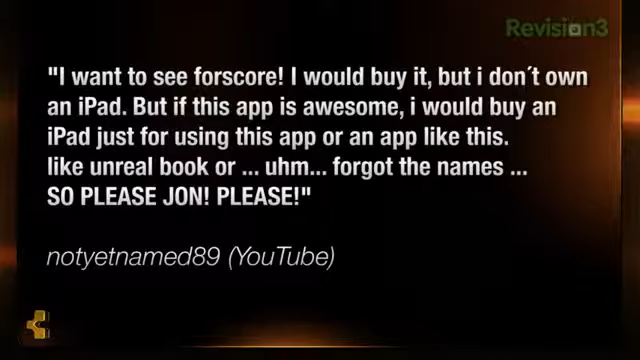 Revision3
"I want to see forscore! I would buy it, but i don´t own
an iPad. But if this app is awesome, i would buy an
iPad just for using this app or an app like this.
like unreal book or ... uhm... forgot the names ...
SO PLEASE JON! PLEASE!"
notyetnamed89 (YouTube)